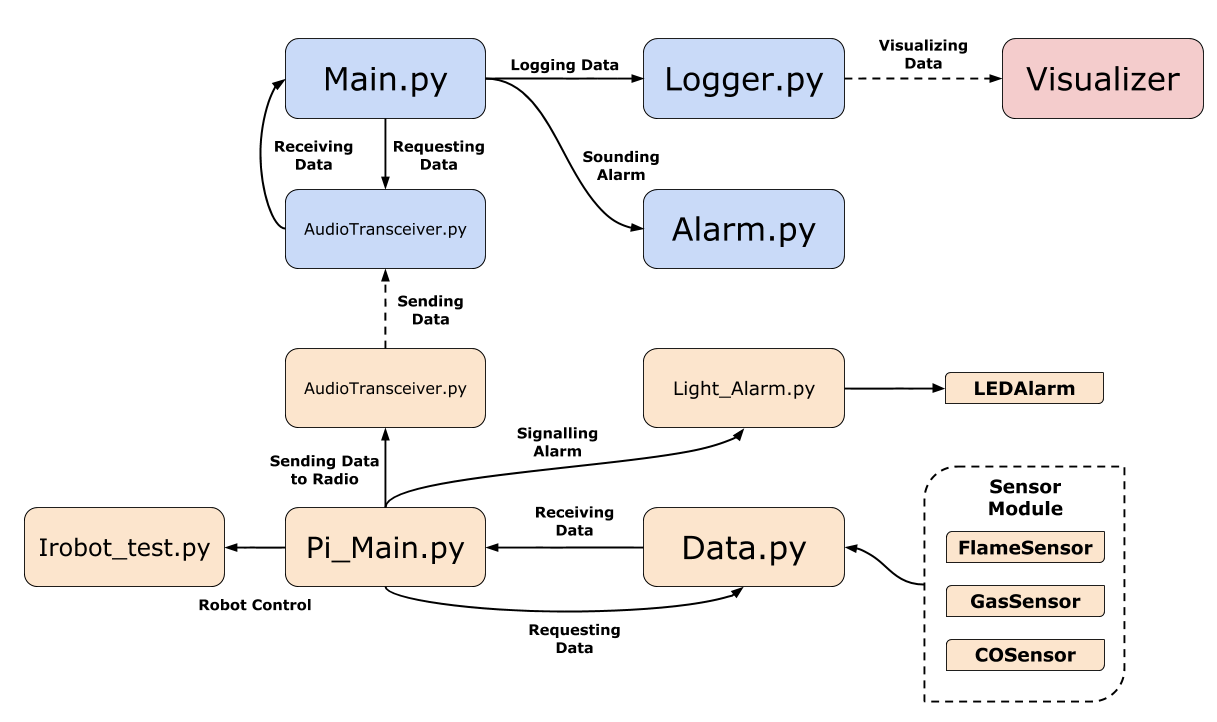 Main.py
Logging Data
Logger.py
Visualizing
Data
Visualizer
Receiving
Data
Requesting
Data
Sounding
Alarm
AudioTransceiver.py
Alarm.py
Sending
Data
AudioTransceiver.py
Light_Alarm.py
LEDAlarm
Signalling
Alarm
Sending Data
to Radio
Irobot_test.py
Pi_Main.py
Receiving
Data
Data.py
Robot Control
Requesting
Data
Sensor
Module
FlameSensor
GasSensor
COSensor